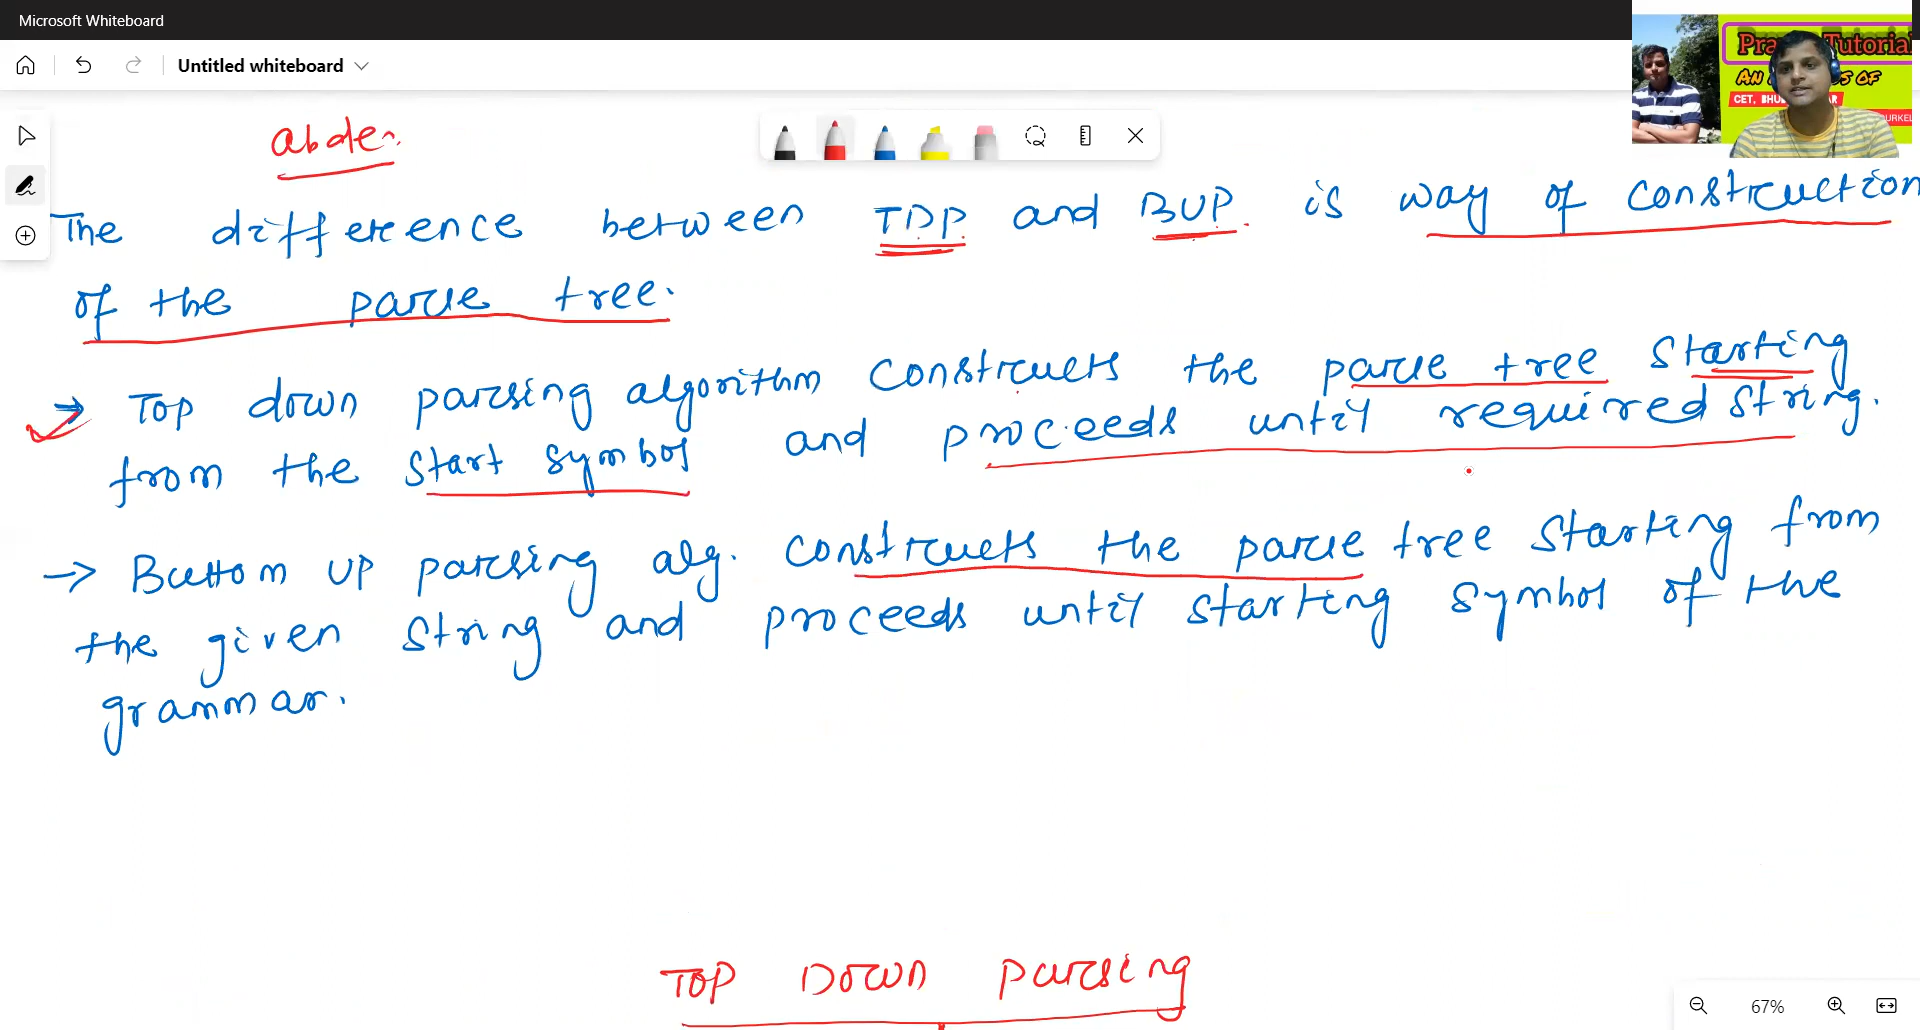 Microsoft Whiteboard
Untitled whiteboard
abde.
The difference between TDP and BUP is way of construction
of the parse tree.
→ Top down parsing algorithm constructs the parse tree starting
from the start symbol and proceeds until required string.
→ Bottom up parsing alg. constructs the parse tree starting from
the given string and proceeds until starting symbol of the
grammar.
TOP DOWN Parsing
67%